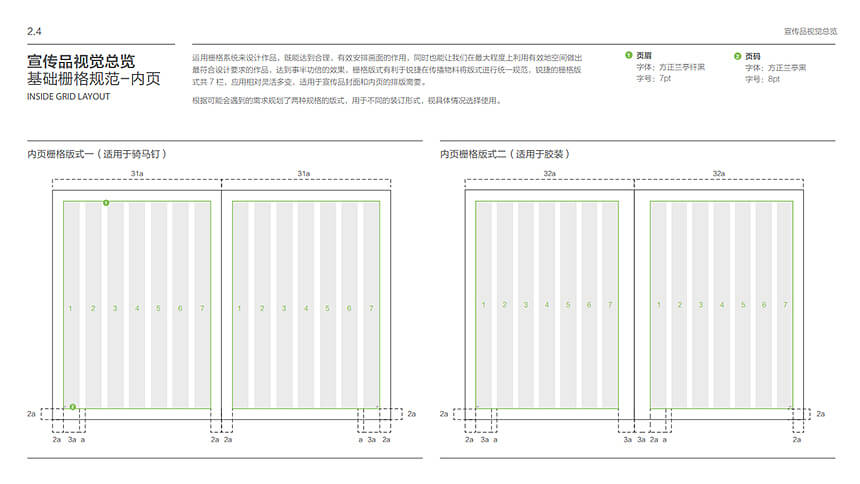 2.4
宣传品视觉总览
宣传品视觉总览
基础栅格规范–内页
INSIDE GRID LAYOUT
运用栅格系统来设计作品，既能达到合理，有效安排画面的作用，同时也能让我们在最大程度上利用有效地空间做出
最符合设计要求的作品，达到事半功倍的效果，栅格版式有利于锐捷在传播物料将版式进行统一规范，锐捷的栅格版
式共 7 栏，应用相对灵活多变，适用于宣传品封面和内页的排版需要。
根据可能会遇到的需求规划了两种规格的版式，用于不同的装订形式，视具体情况选择使用。
1 页眉
字体：方正兰亭纤黑
字号：7pt
2 页码
字体：方正兰亭黑
字号：8pt
内页栅格版式一（适用于骑马钉）
31a 31a
1
1 2 3 4 5 6 7 1 2 3 4 5 6 7
2
2a 2a
2a 3a a 2a 2a a 3a 2a
内页栅格版式二（适用于胶装）
32a 32a
1 2 3 4 5 6 7 1 2 3 4 5 6 7
2a 2a
2a 3a a 3a 3a 2a a 2a